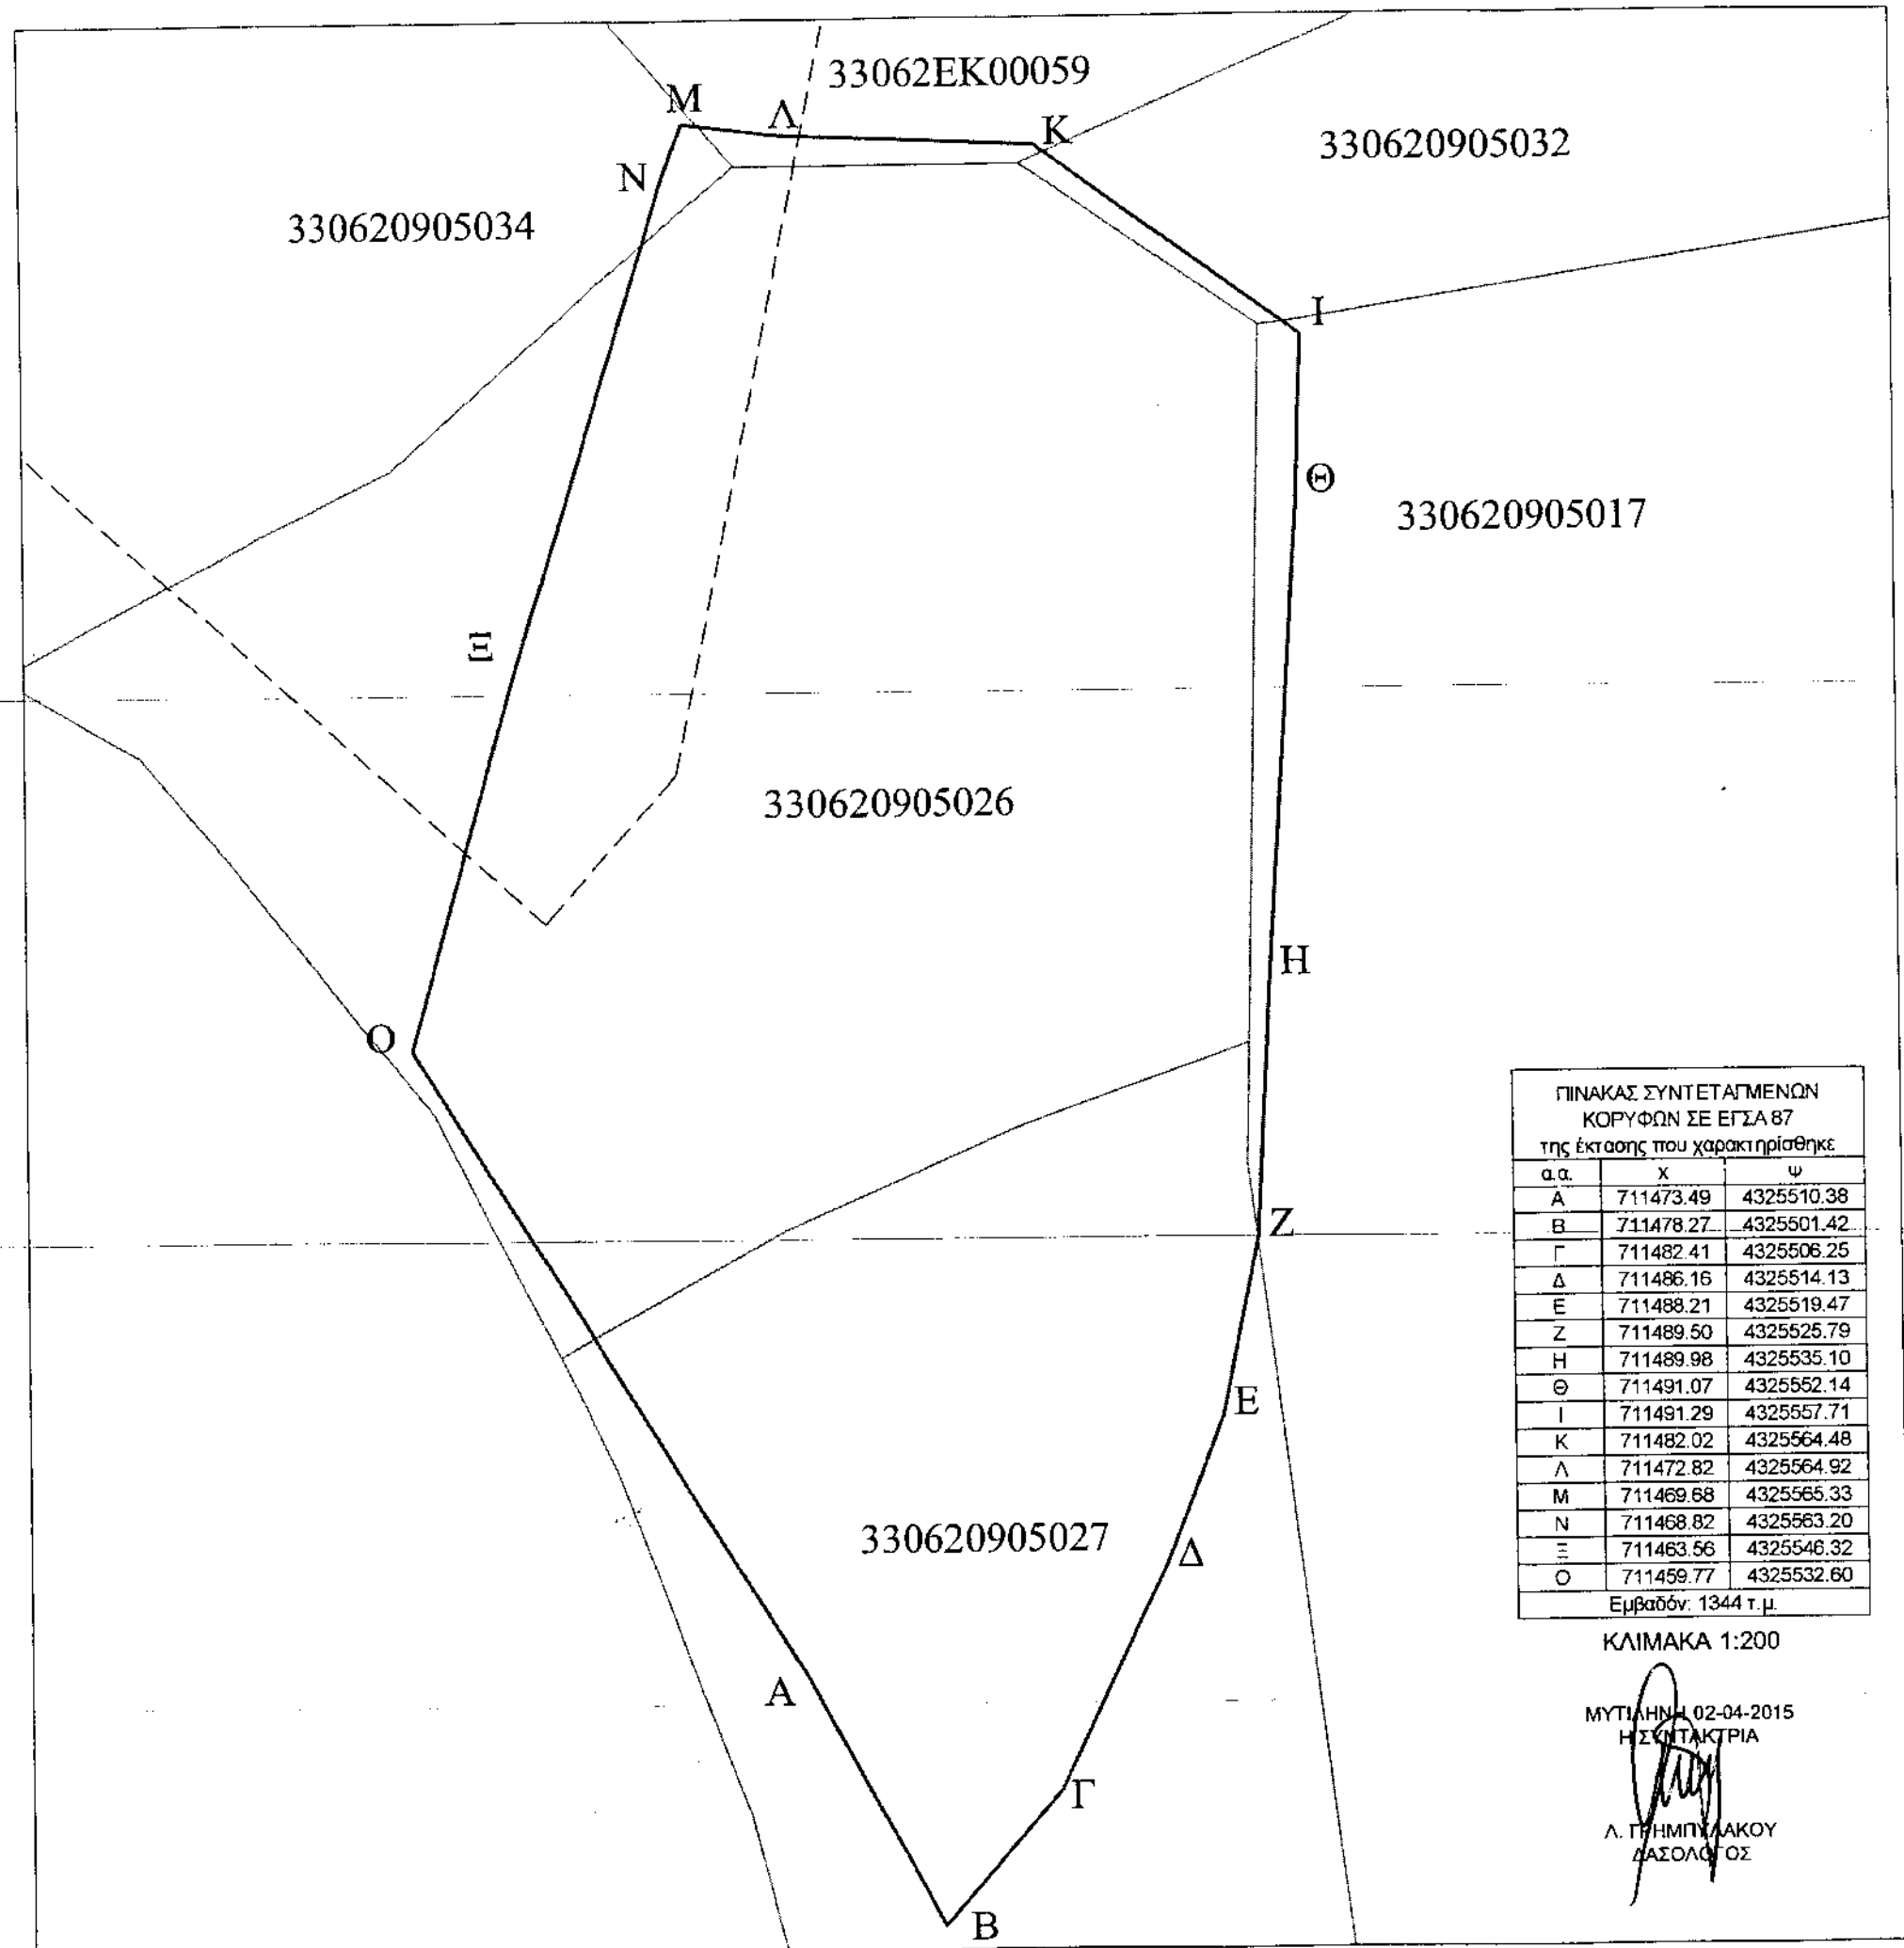 33062ΕΚ00059
Μ
Λ
Κ
330620905032
Ν
330620905034
Ι
Θ
330620905017
Ξ
330620905026
Η
Ο
Ζ
Ε
330620905027
Δ
Α
Γ
Β
ΠΙΝΑΚΑΣ ΣΥΝΤΕΤΑΓΜΕΝΩΝ
ΚΟΡΥΦΩΝ ΣΕ ΕΓΣΑ 87
της έκτασης που χαρακτηρίσθηκε
α.α. Χ Ψ
Α 711473.49 4325510.38
Β 711478.27 4325501.42
Γ 711482.41 4325506.25
Δ 711486.16 4325514.13
Ε 711488.21 4325519.47
Ζ 711489.50 4325525.79
Η 711489.98 4325535.10
Θ 711491.07 4325552.14
Ι 711491.29 4325557.71
Κ 711482.02 4325564.48
Λ 711472.82 4325564.92
Μ 711469.68 4325565.33
Ν 711468.82 4325563.20
Ξ 711463.56 4325546.32
Ο 711459.77 4325532.60
Εμβαδόν: 1344 τ.μ.
ΚΛΙΜΑΚΑ 1:200
ΜΥΤΙΛΗΝΗ 02-04-2015
Η ΣΥΝΤΑΚΤΡΙΑ
Λ.
ΔΑΣΟΛΟΓΟΣ